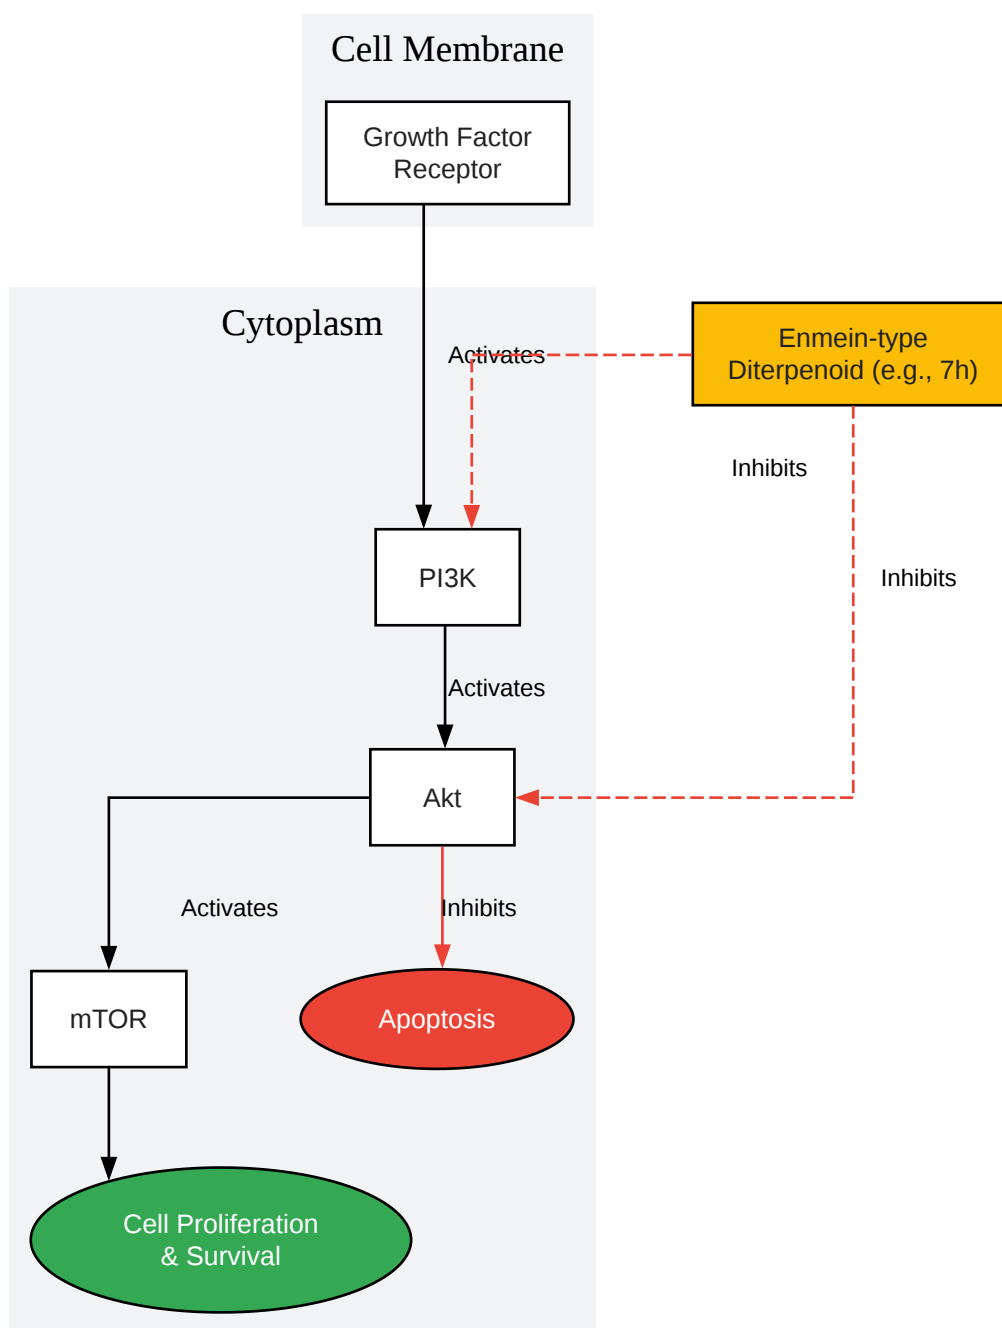 Cell Membrane
Growth Factor
Receptor
Cytoplasm
Activates
Enmein-type
Diterpenoid (e.g., 7h)
Inhibits
PI3K
Inhibits
Activates
Akt
Activates
Inhibits
mTOR
Apoptosis
Cell Proliferation
& Survival